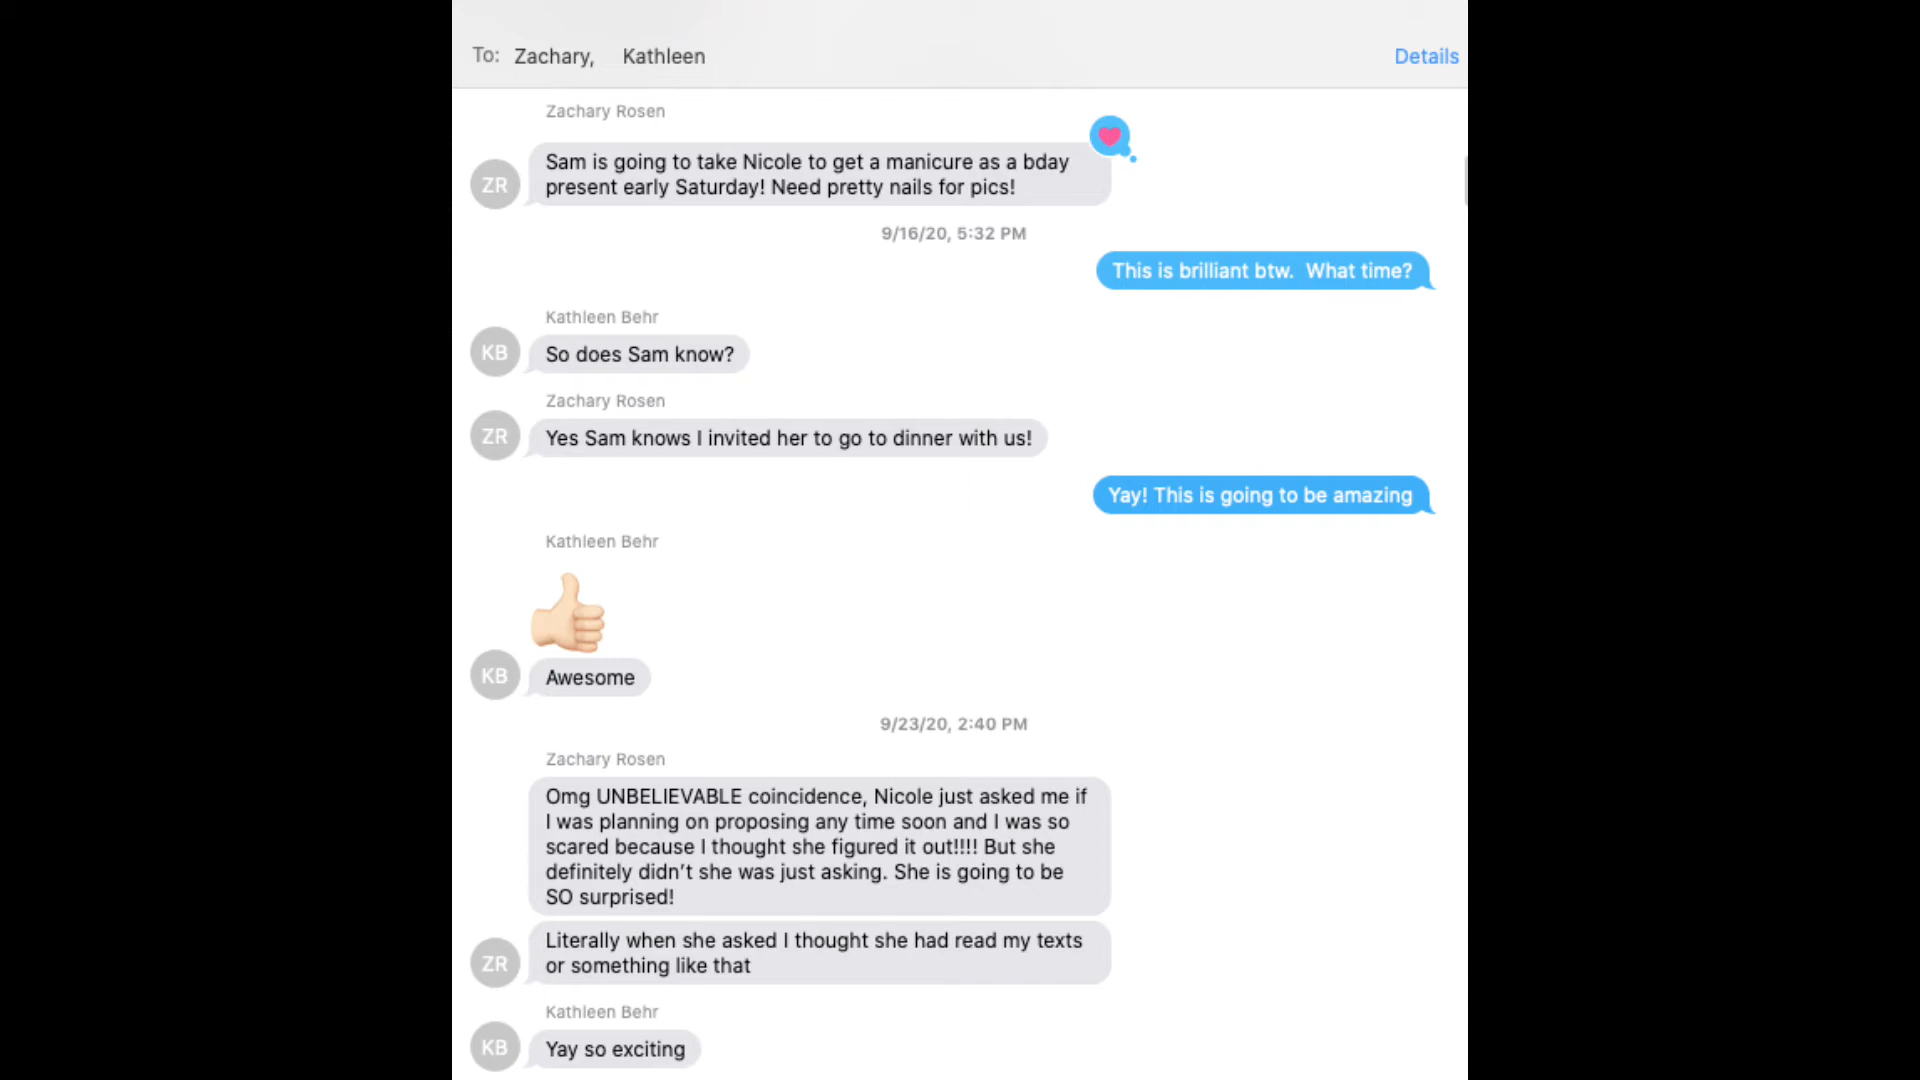 To: Zachary, Kathleen
Details
Zachary Rosen
Sam is going to take Nicole to get a manicure as a bday
present early Saturday! Need pretty nails for pics!
ZR
9/16/20, 5:32 PM
This is brilliant btw.  What time?
Kathleen Behr
KB
So does Sam know?
Zachary Rosen
ZR
Yes Sam knows I invited her to go to dinner with us!
Yay! This is going to be amazing
Kathleen Behr
KB
Awesome
9/23/20, 2:40 PM
Zachary Rosen
Omg UNBELIEVABLE coincidence, Nicole just asked me if
I was planning on proposing any time soon and I was so
scared because I thought she figured it out!!!! But she
definitely didn’t she was just asking. She is going to be
SO surprised!
Literally when she asked I thought she had read my texts
or something like that
ZR
Kathleen Behr
KB
Yay so exciting